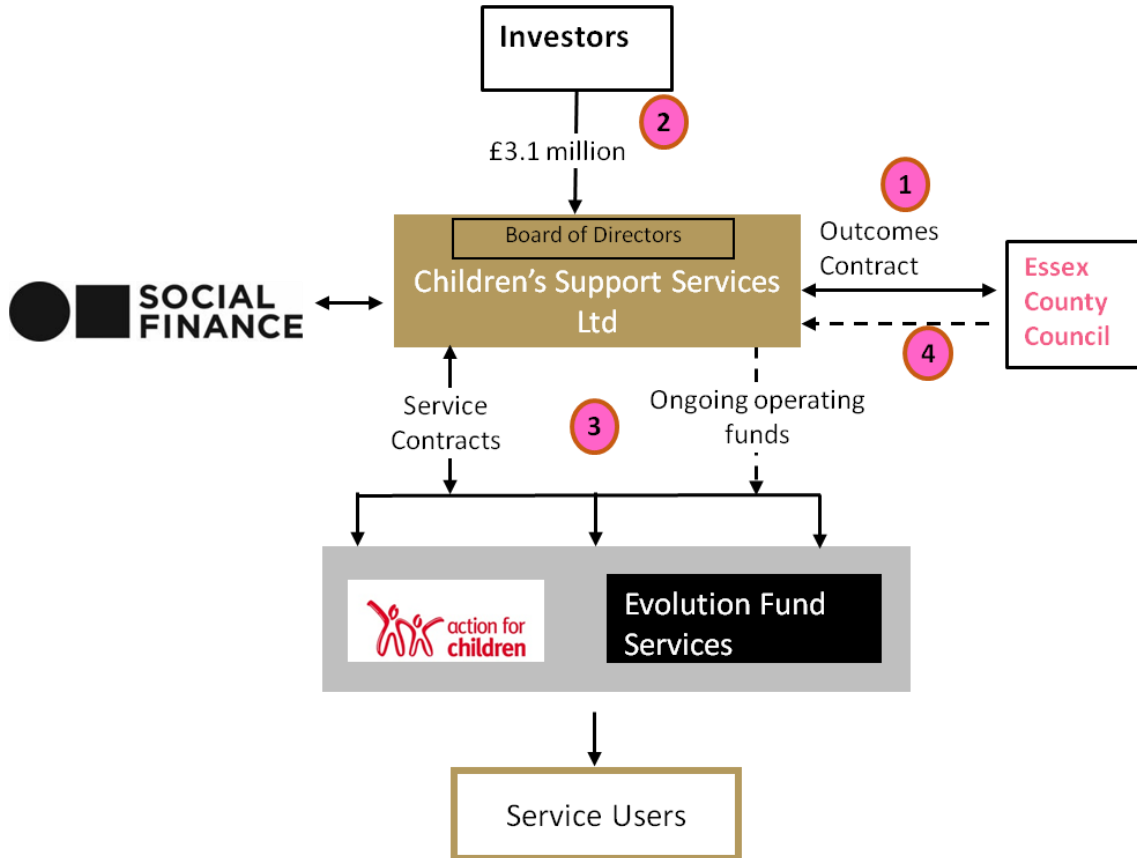 Investors
2
£3.1 million
1
Board of Directors
Children's Support Services
Ltd
Outcomes
Contract
Essex
County
Council
SOCIAL
FINANCE
4
Service
Contracts
3
Ongoing operating
funds
action for
children
Evolution Fund
Services
Service Users